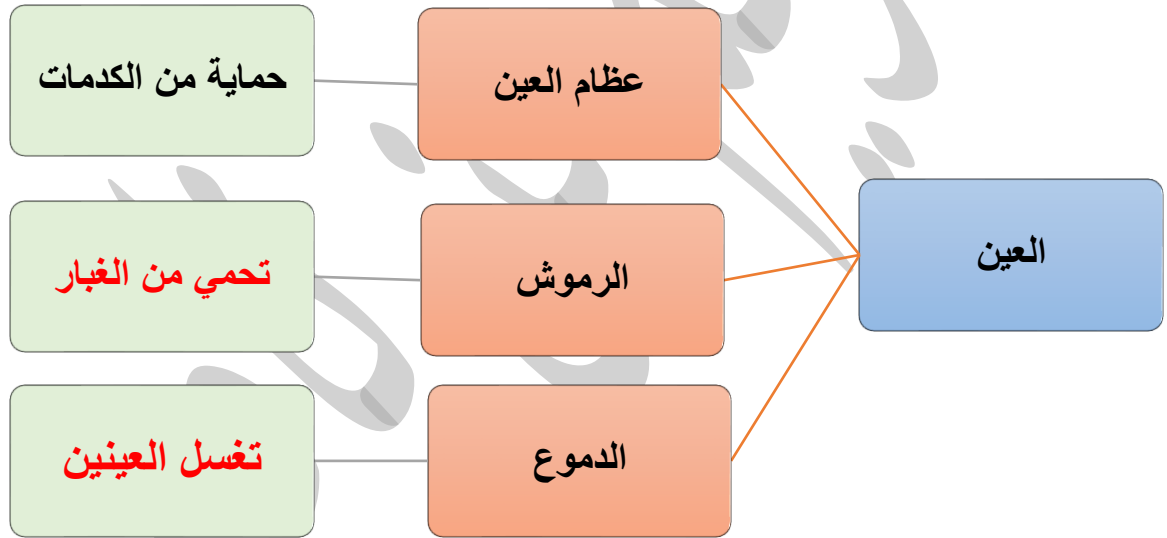 العين
عظام العين
حماية من الكدمات
الرموش
تحمي من الغبار
الدموع
تغسل العينين